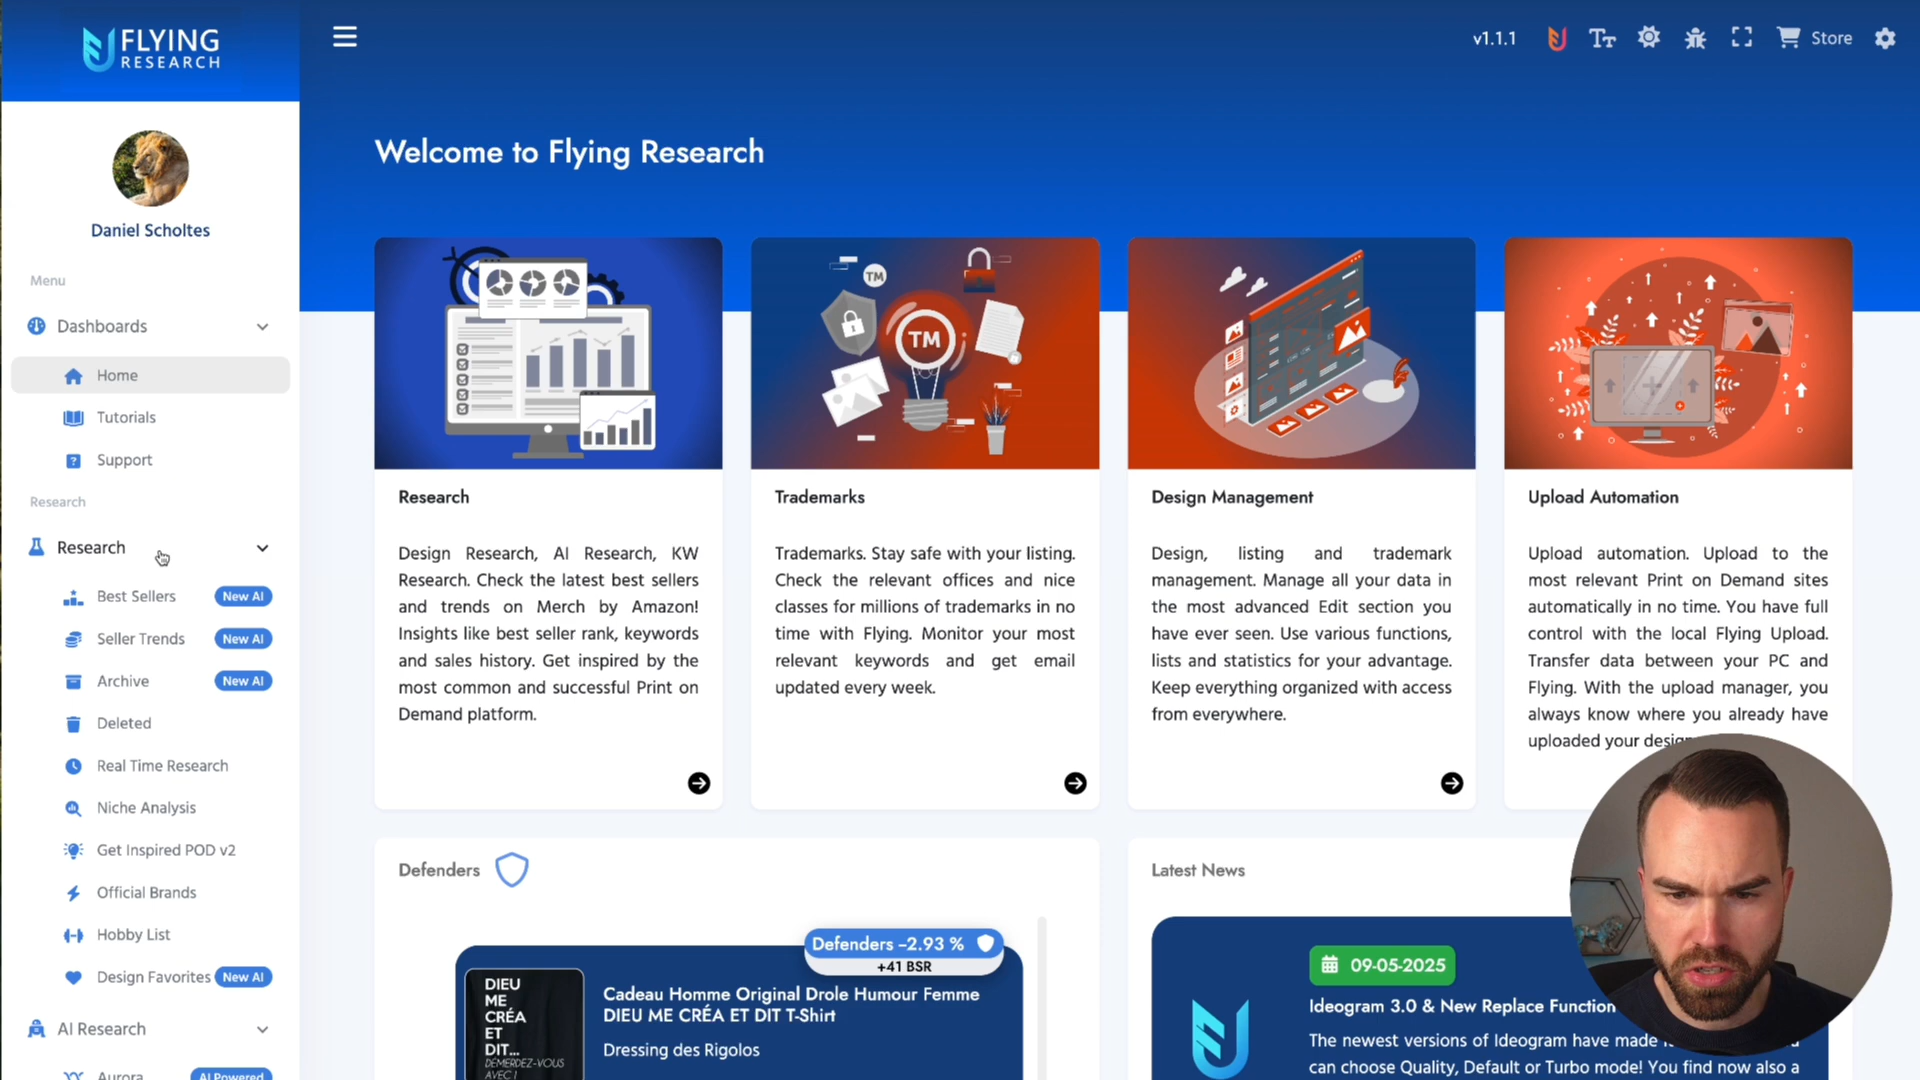 FLYING
RESEARCH
v1.1.1
Store
Daniel Scholtes
Menu
Dashboards
Home
Tutorials
Support
Research
Research
Best Sellers New AI
Seller Trends New AI
Archive New AI
Deleted
Real Time Research
Niche Analysis
Get Inspired POD v2
Official Brands
Hobby List
Design Favorites New AI
AI Research
Aurora AI Powered
Welcome to Flying Research
Research
Design Research, AI Research, KW
Research. Check the latest best sellers
and trends on Merch by Amazon!
Insights like best seller rank, keywords
and sales history. Get inspired by the
most common and successful Print on
Demand platform.
TM
TM
Trademarks
Trademarks. Stay safe with your listing.
Check the relevant offices and nice
classes for millions of trademarks in no
time with Flying. Monitor your most
relevant keywords and get email
updated every week.
Design Management
Design, listing and trademark
management. Manage all your data in
the most advanced Edit section you
have ever seen. Use various functions,
lists and statistics for your advantage.
Keep everything organized with access
from everywhere.
Upload Automation
Upload automation. Upload to the
most relevant Print on Demand sites
automatically in no time. You have full
control with the local Flying Upload.
Transfer data between your PC and
Flying. With the upload manager, you
always know where you already have
uploaded your
Defenders
Defenders -2.93 %
+41 BSR
DIEU
ME
CRÉA
ET
DIT...
DÉMERDEZ-VOUS
AVEC
Cadeau Homme Original Drole Humour Femme
DIEU ME CRÉA ET DIT T-Shirt
Dressing des Rigolos
Latest News
09-05-2025
Ideogram 3.0 & New Replace Function
The newest versions of Ideogram have made
can choose Quality, Default or Turbo mode! You find now also a